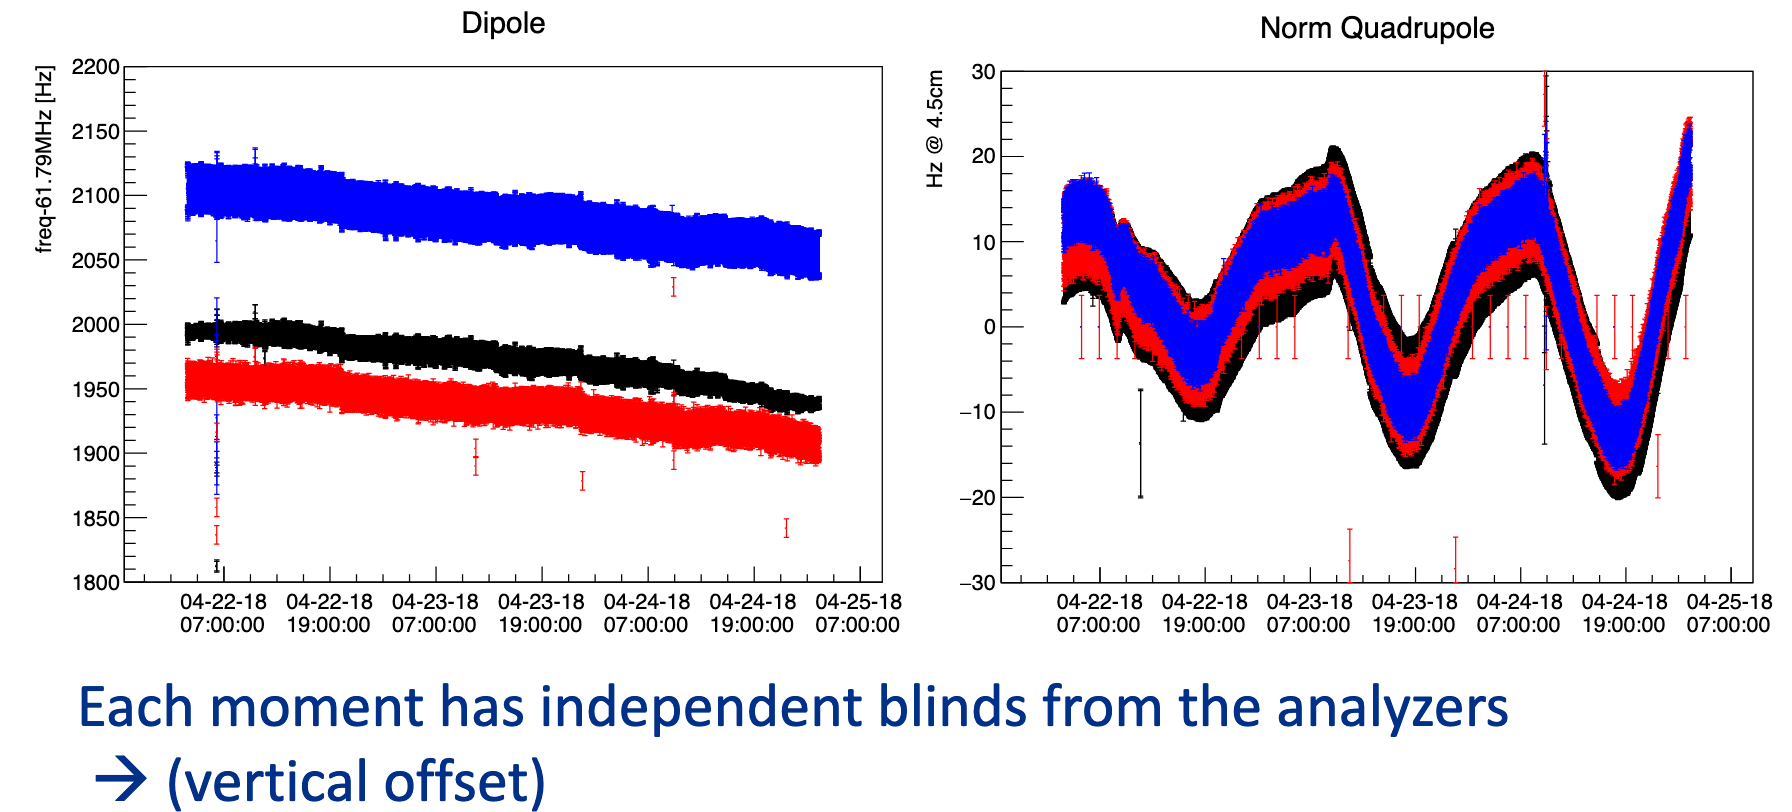 Dipole
freq-61.79MHz [Hz]
2200
2150
2100
2050
2000
1950
1900
1850
1800
04-22-18 04-22-18 04-23-18 04-23-18 04-24-18 04-24-18 04-25-18
07:00:00 19:00:00 07:00:00 19:00:00 07:00:00 19:00:00 07:00:00
Norm Quadrupole
Hz @ 4.5cm
30
20
10
0
−10
−20
−30
04-22-18 04-22-18 04-23-18 04-23-18 04-24-18 04-24-18 04-25-18
07:00:00 19:00:00 07:00:00 19:00:00 07:00:00 19:00:00 07:00:00
Each moment has independent blinds from the analyzers
→ (vertical offset)